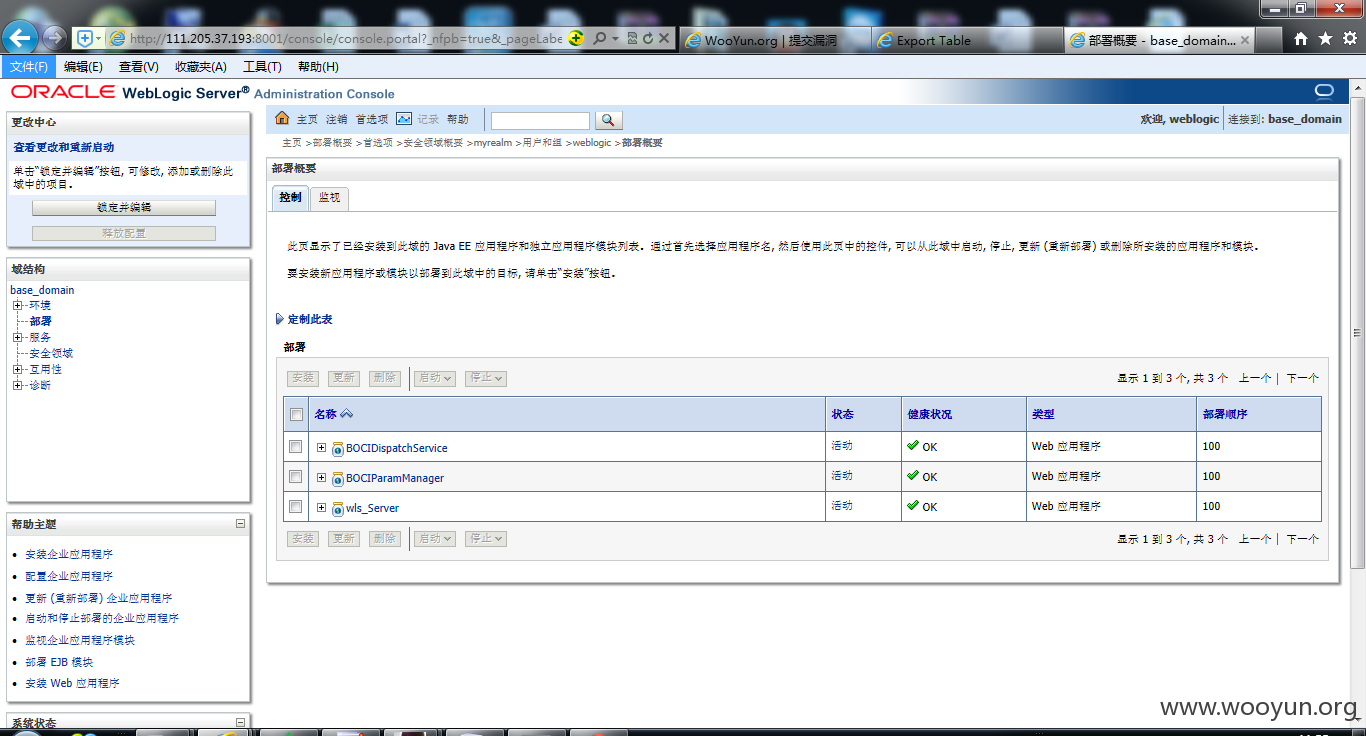 http://111.205.37.193:8001/console/console.portal?_nfpb=true&_pageLabe
WooYun.org | 提交漏洞
Export Table
部署概要 - base_domain...
文件(F) 编辑(E) 查看(V) 收藏夹(A) 工具(T) 帮助(H)
ORACLE WebLogic Server® Administration Console
更改中心
查看更改和重新启动
单击“锁定并编辑”按钮, 可修改, 添加或删除此
域中的项目。
锁定并编辑
释放配置
域结构
base_domain
环境
部署
服务
安全领域
互用性
诊断
帮助主题
安装企业应用程序
配置企业应用程序
更新 (重新部署) 企业应用程序
启动和停止部署的企业应用程序
监视企业应用程序模块
部署 EJB 模块
安装 Web 应用程序
系统状态
主页 注销 首选项 记录 帮助
欢迎, weblogic 连接到: base_domain
主页 >部署概要 >首选项 >安全领域概要 >myrealm >用户和组 >weblogic >部署概要
部署概要
控制 监视
此页显示了已经安装到此域的 Java EE 应用程序和独立应用程序模块列表。通过首先选择应用程序名, 然后使用此页中的控件, 可以从此域中启动, 停止, 更新 (重新部署) 或删除所安装的应用程序和模块。
要安装新应用程序或模块以部署到此域中的目标, 请单击“安装”按钮。
定制此表
部署
安装 更新 删除 启动 停止 显示 1 到 3 个, 共 3 个 上一个 | 下一个
名称 状态 健康状况 类型 部署顺序
BOCIDispatchService 活动 OK Web 应用程序 100
BOCIParamManager 活动 OK Web 应用程序 100
wls_Server 活动 OK Web 应用程序 100
安装 更新 删除 启动 停止 显示 1 到 3 个, 共 3 个 上一个 | 下一个
www.wooyun.org